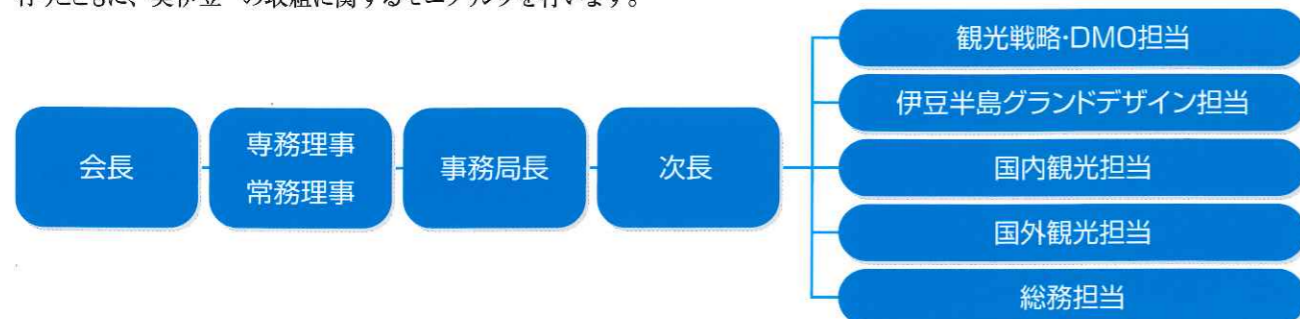 会長
専務理事
常務理事
事務局長
次長
観光戦略・DMO担当
伊豆半島グランドデザイン担当
国内観光担当
国外観光担当
総務担当